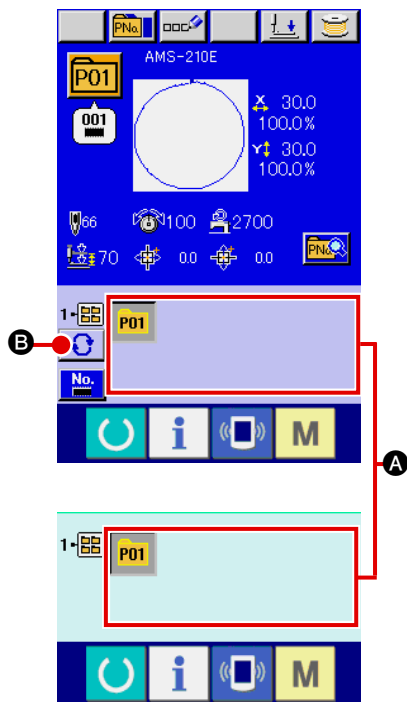 PNo.
AMS-210E
P01
001
X 30.0
100.0%
Y 30.0
100.0%
66 100 2700
70 0.0 0.0 PNo.
1
P01
B
No.
M
A
1
P01
M